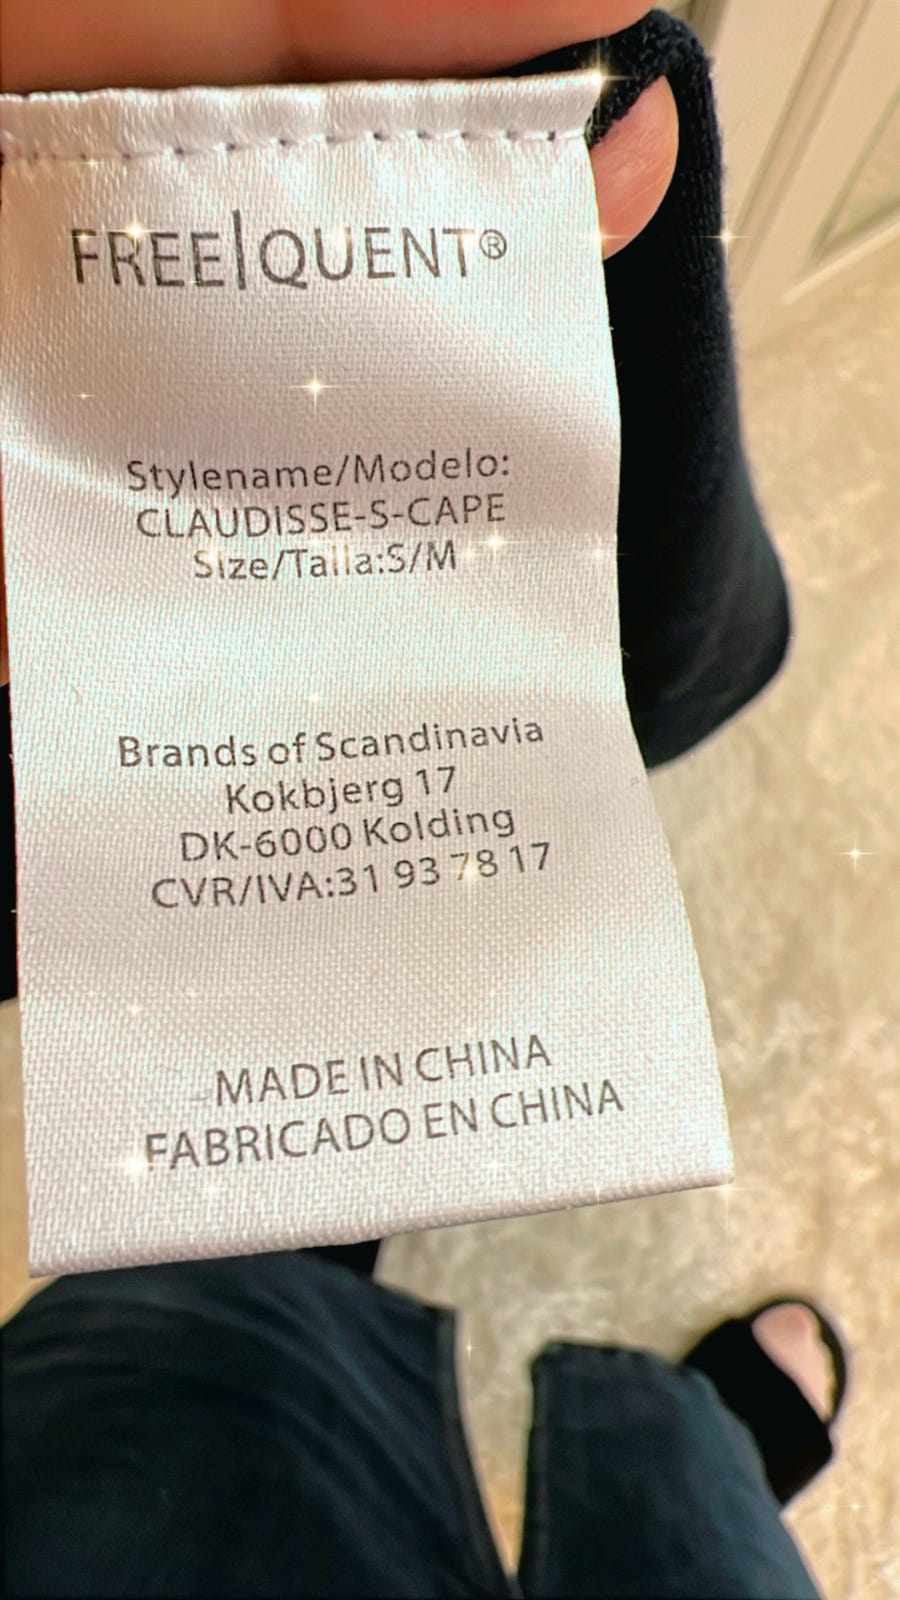 FREE|QUENT®
Stylename/Modelo:
CLAUDISSE-S-CAPE
Size/Talla:S/M
Brands of Scandinavia
Kokbjerg 17
DK-6000 Kolding
CVR/IVA:31 93 78 17
MADE IN CHINA
FABRICADO EN CHINA